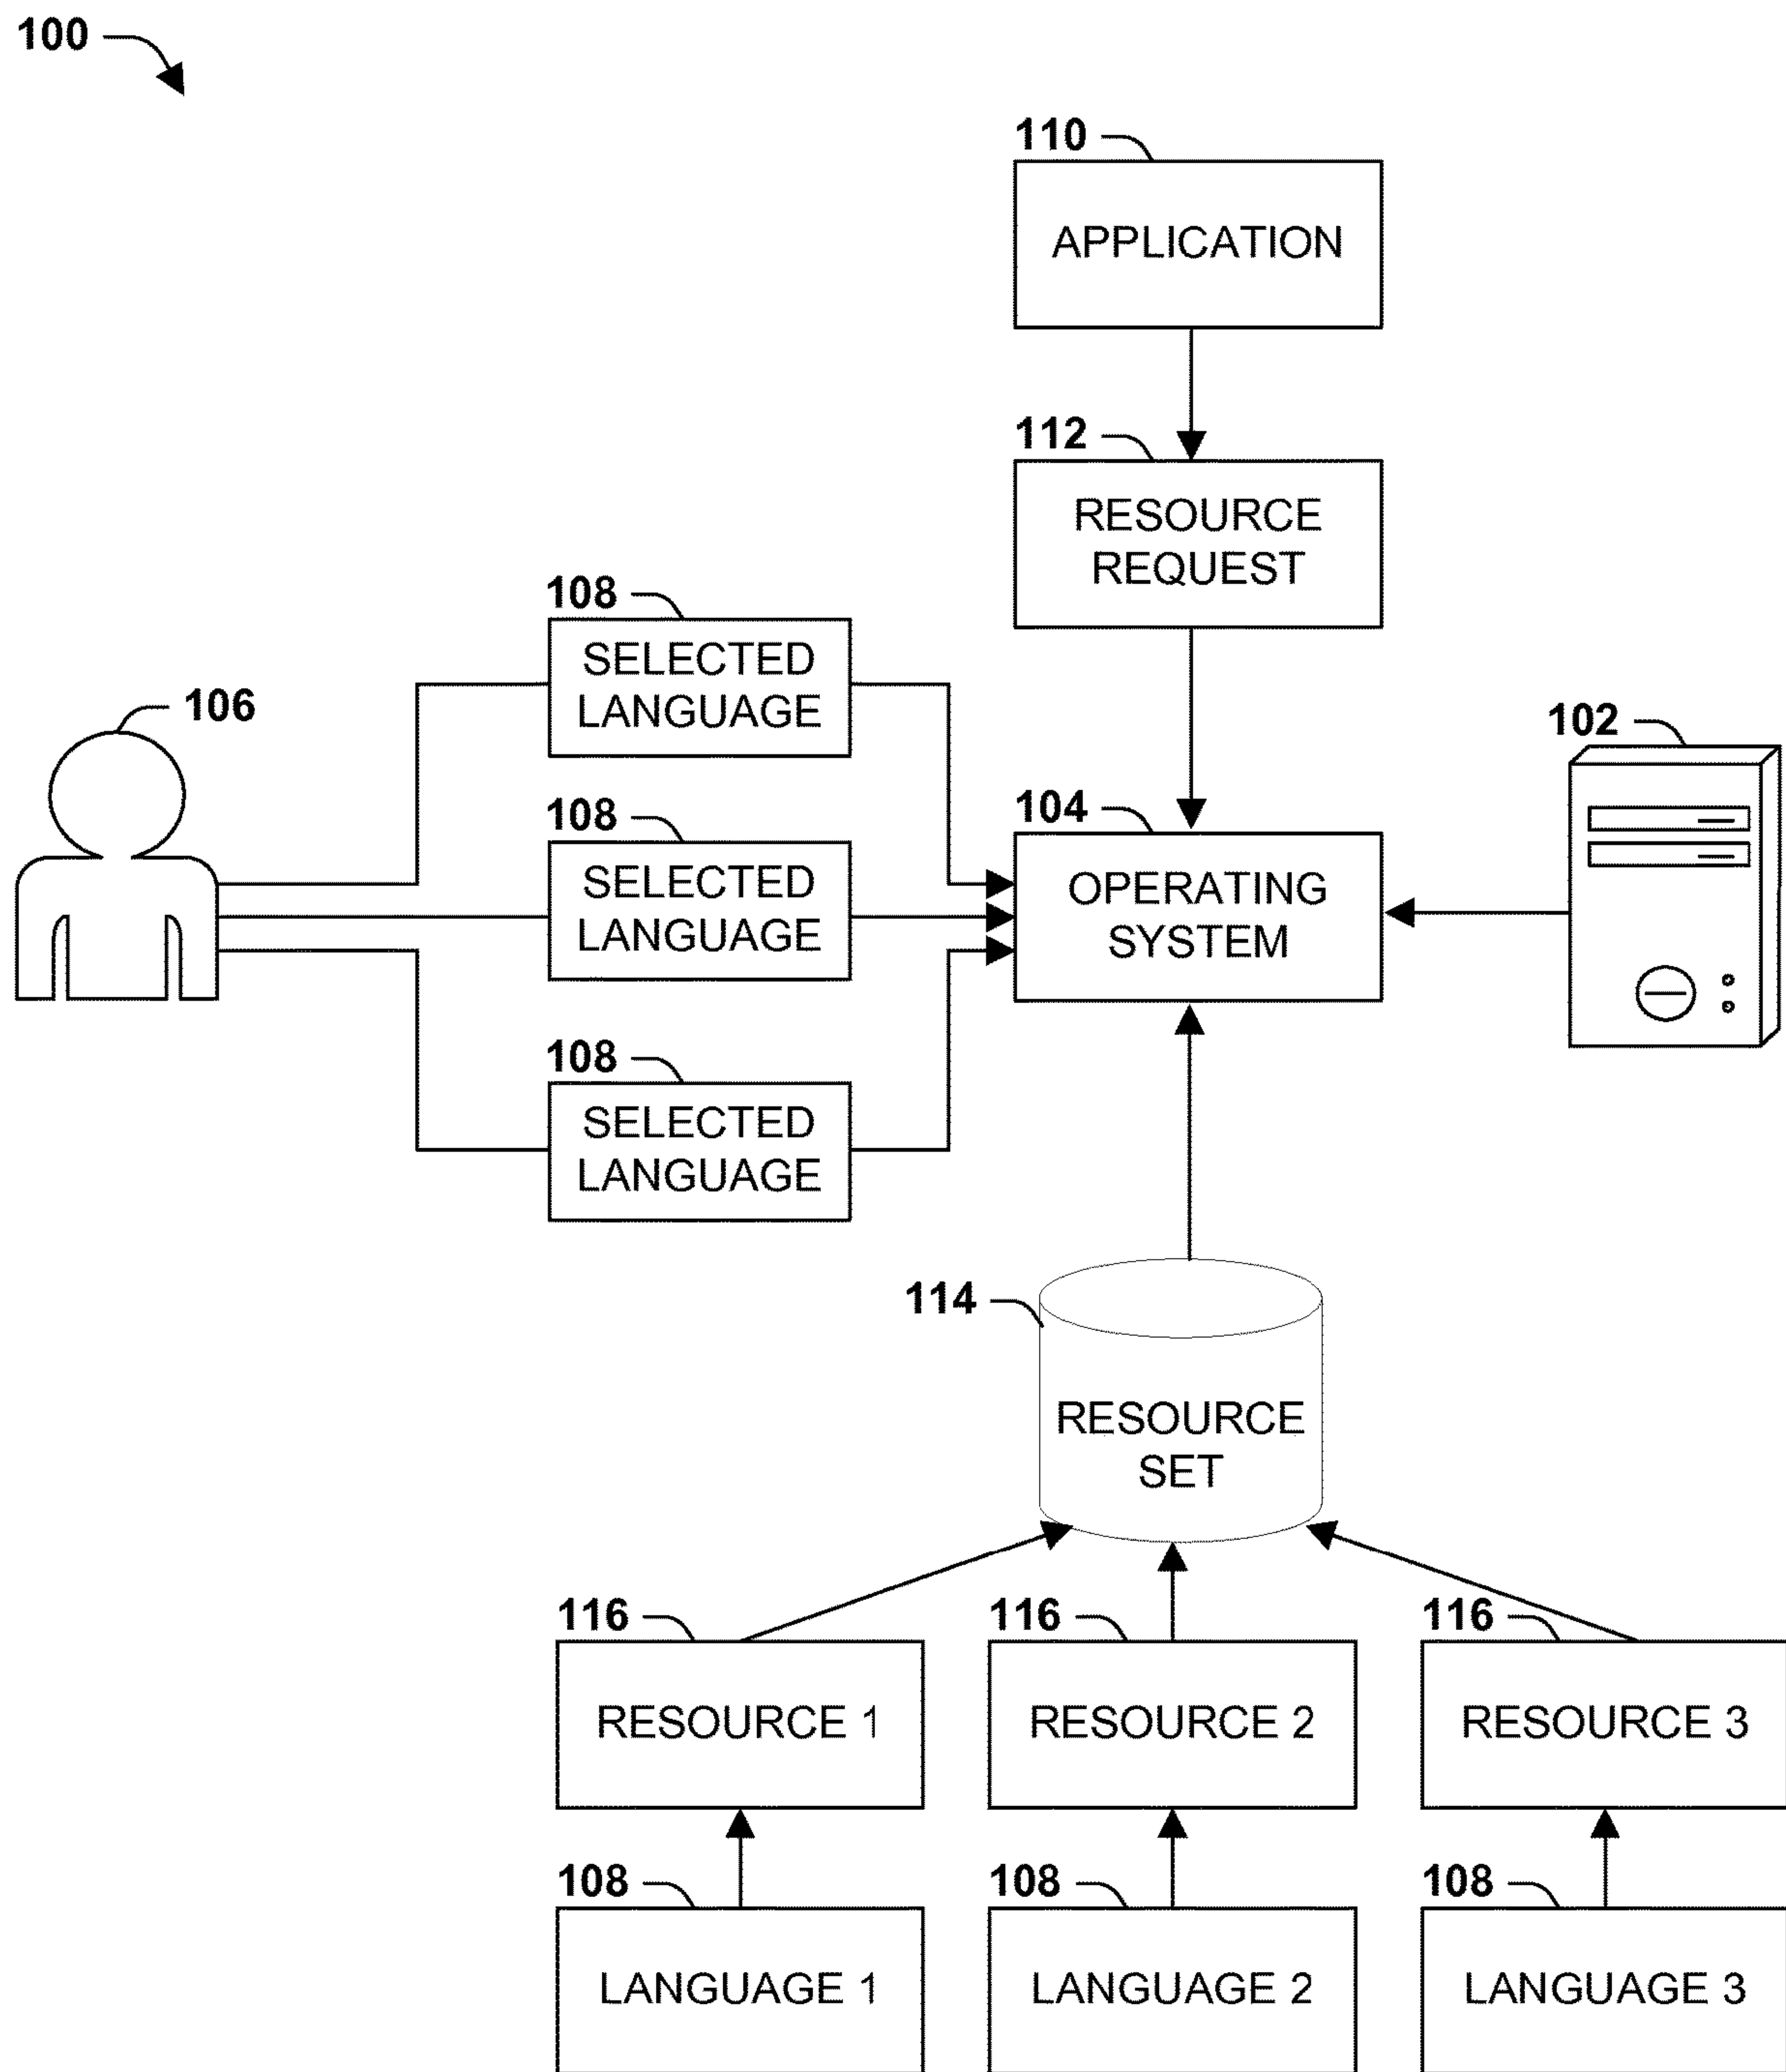 100
110
APPLICATION
112
RESOURCE
REQUEST
108
SELECTED
LANGUAGE
106
102
108
SELECTED
LANGUAGE
104
OPERATING
SYSTEM
108
SELECTED
LANGUAGE
114
RESOURCE
SET
116
116
116
RESOURCE 1
RESOURCE 2
RESOURCE 3
108
108
108
LANGUAGE 1
LANGUAGE 2
LANGUAGE 3